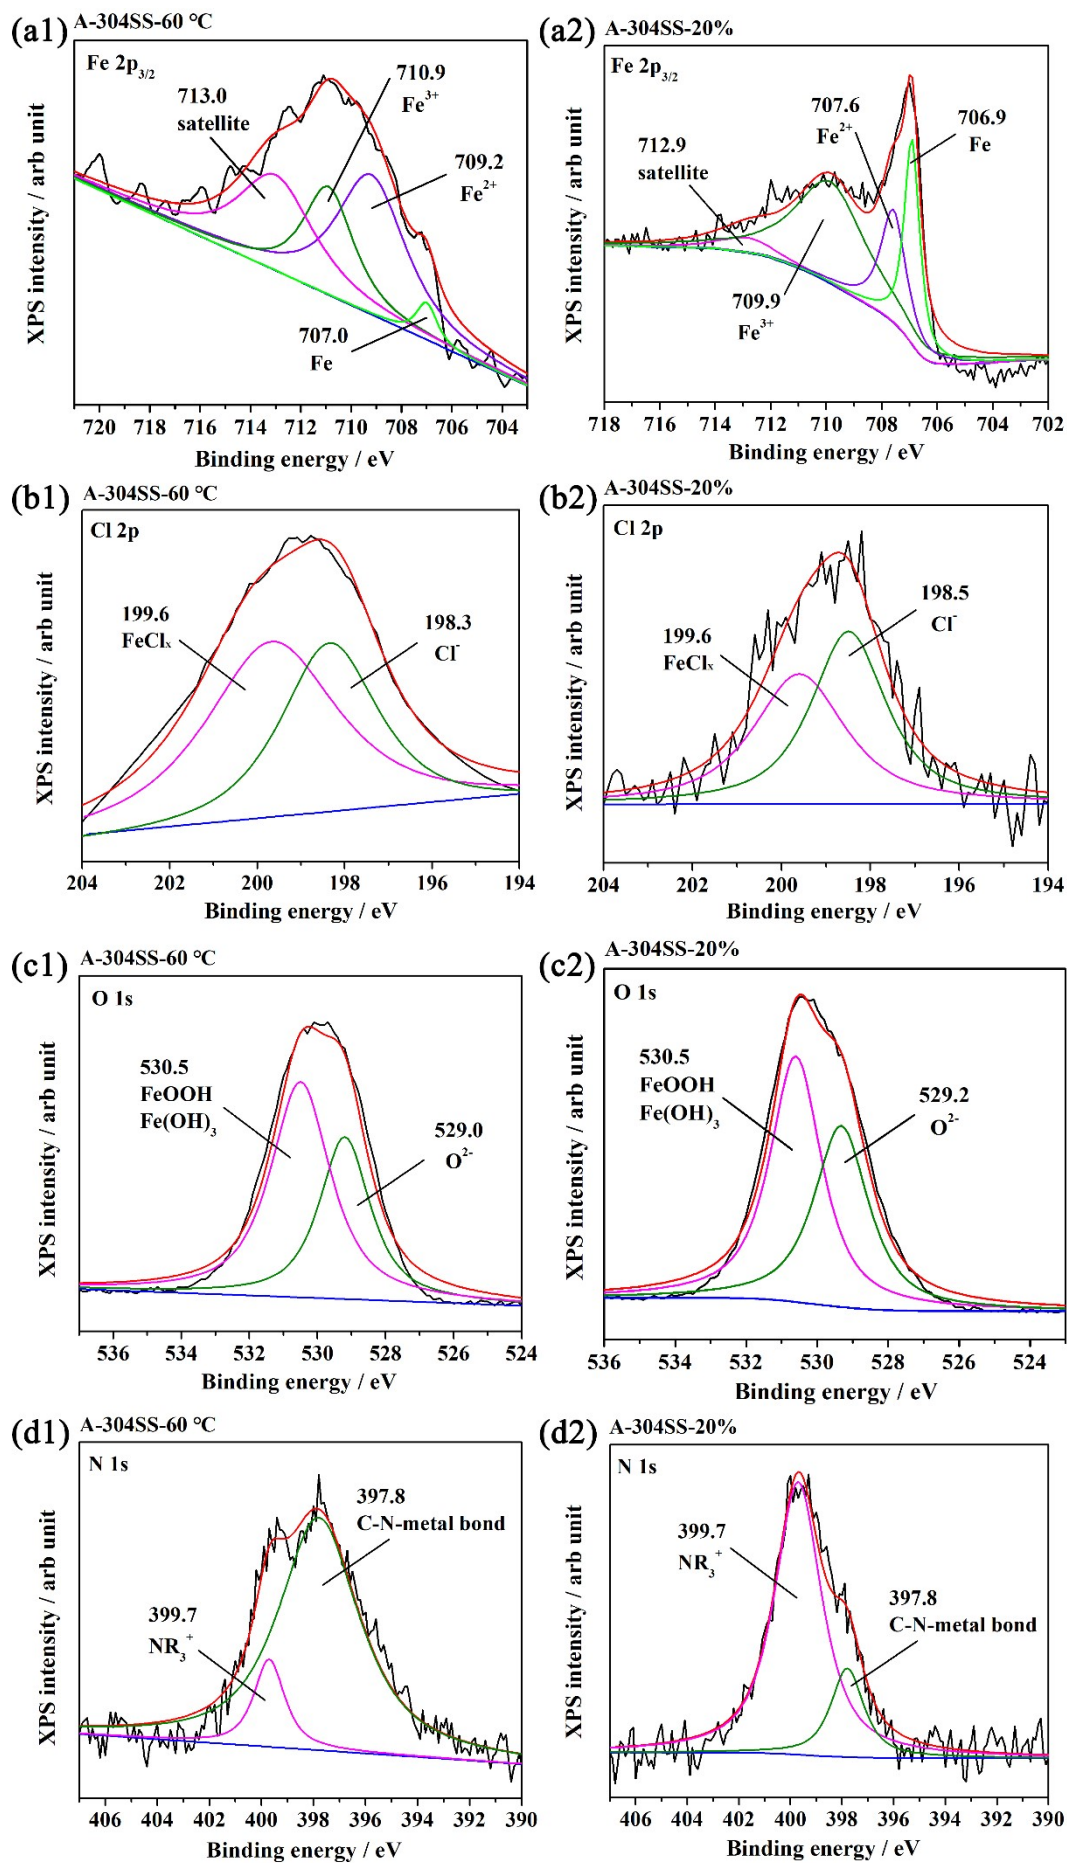 (a1) A-304SS-60 ℃
Fe 2p3/2
713.0
satellite
710.9
Fe3+
709.2
Fe2+
707.0
Fe
XPS intensity / arb unit
720 718 716 714 712 710 708 706 704
Binding energy / eV
(a2) A-304SS-20%
Fe 2p3/2
712.9
satellite
707.6
Fe2+
706.9
Fe
709.9
Fe3+
XPS intensity / arb unit
718 716 714 712 710 708 706 704 702
Binding energy / eV
(b1) A-304SS-60 ℃
Cl 2p
199.6
FeClx
198.3
Cl-
XPS intensity / arb unit
204 202 200 198 196 194
Binding energy / eV
(b2) A-304SS-20%
Cl 2p
199.6
FeClx
198.5
Cl-
XPS intensity / arb unit
204 202 200 198 196 194
Binding energy / eV
(c1) A-304SS-60 ℃
O 1s
530.5
FeOOH
Fe(OH)3
529.0
O2-
XPS intensity / arb unit
536 534 532 530 528 526 524
Binding energy / eV
(c2) A-304SS-20%
O 1s
530.5
FeOOH
Fe(OH)3
529.2
O2-
XPS intensity / arb unit
536 534 532 530 528 526 524
Binding energy / eV
(d1) A-304SS-60 ℃
N 1s
397.8
C-N-metal bond
399.7
NR3+
XPS intensity / arb unit
406 404 402 400 398 396 394 392 390
Binding energy / eV
(d2) A-304SS-20%
N 1s
399.7
NR3+
397.8
C-N-metal bond
XPS intensity / arb unit
406 404 402 400 398 396 394 392 390
Binding energy / eV